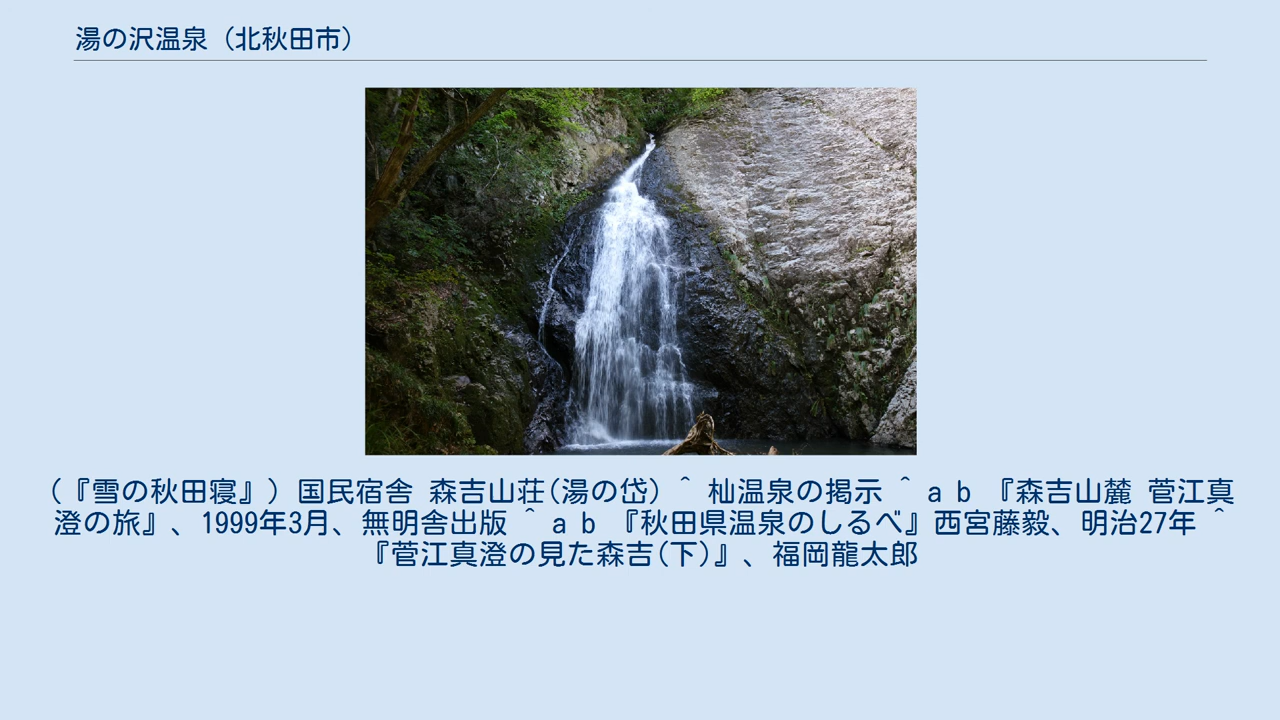 湯の沢温泉（北秋田市）
(『雪の秋田寝』) 国民宿舎 森吉山荘(湯の岱) ^ 杣温泉の掲示 ^ a b 『森吉山麓 菅江真
澄の旅』、1999年3月、無明舎出版 ^ a b 『秋田県温泉のしるべ』西宮藤毅、明治27年 ^
『菅江真澄の見た森吉(下)』、福岡龍太郎